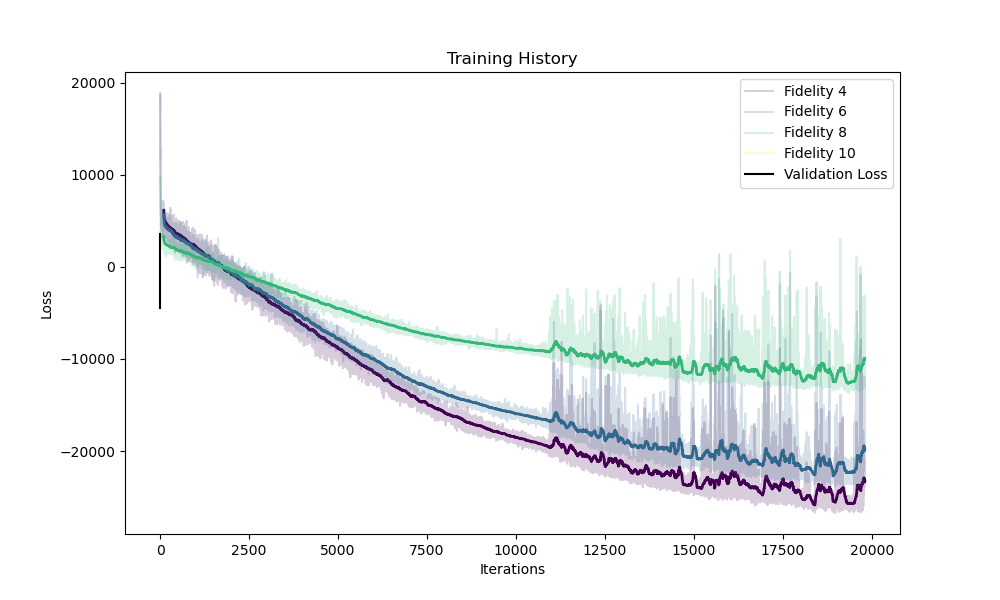 Training History
Loss
20000
10000
0
−10000
−20000
Fidelity 4
Fidelity 6
Fidelity 8
Fidelity 10
Validation Loss
0 2500 5000 7500 10000 12500 15000 17500 20000
Iterations